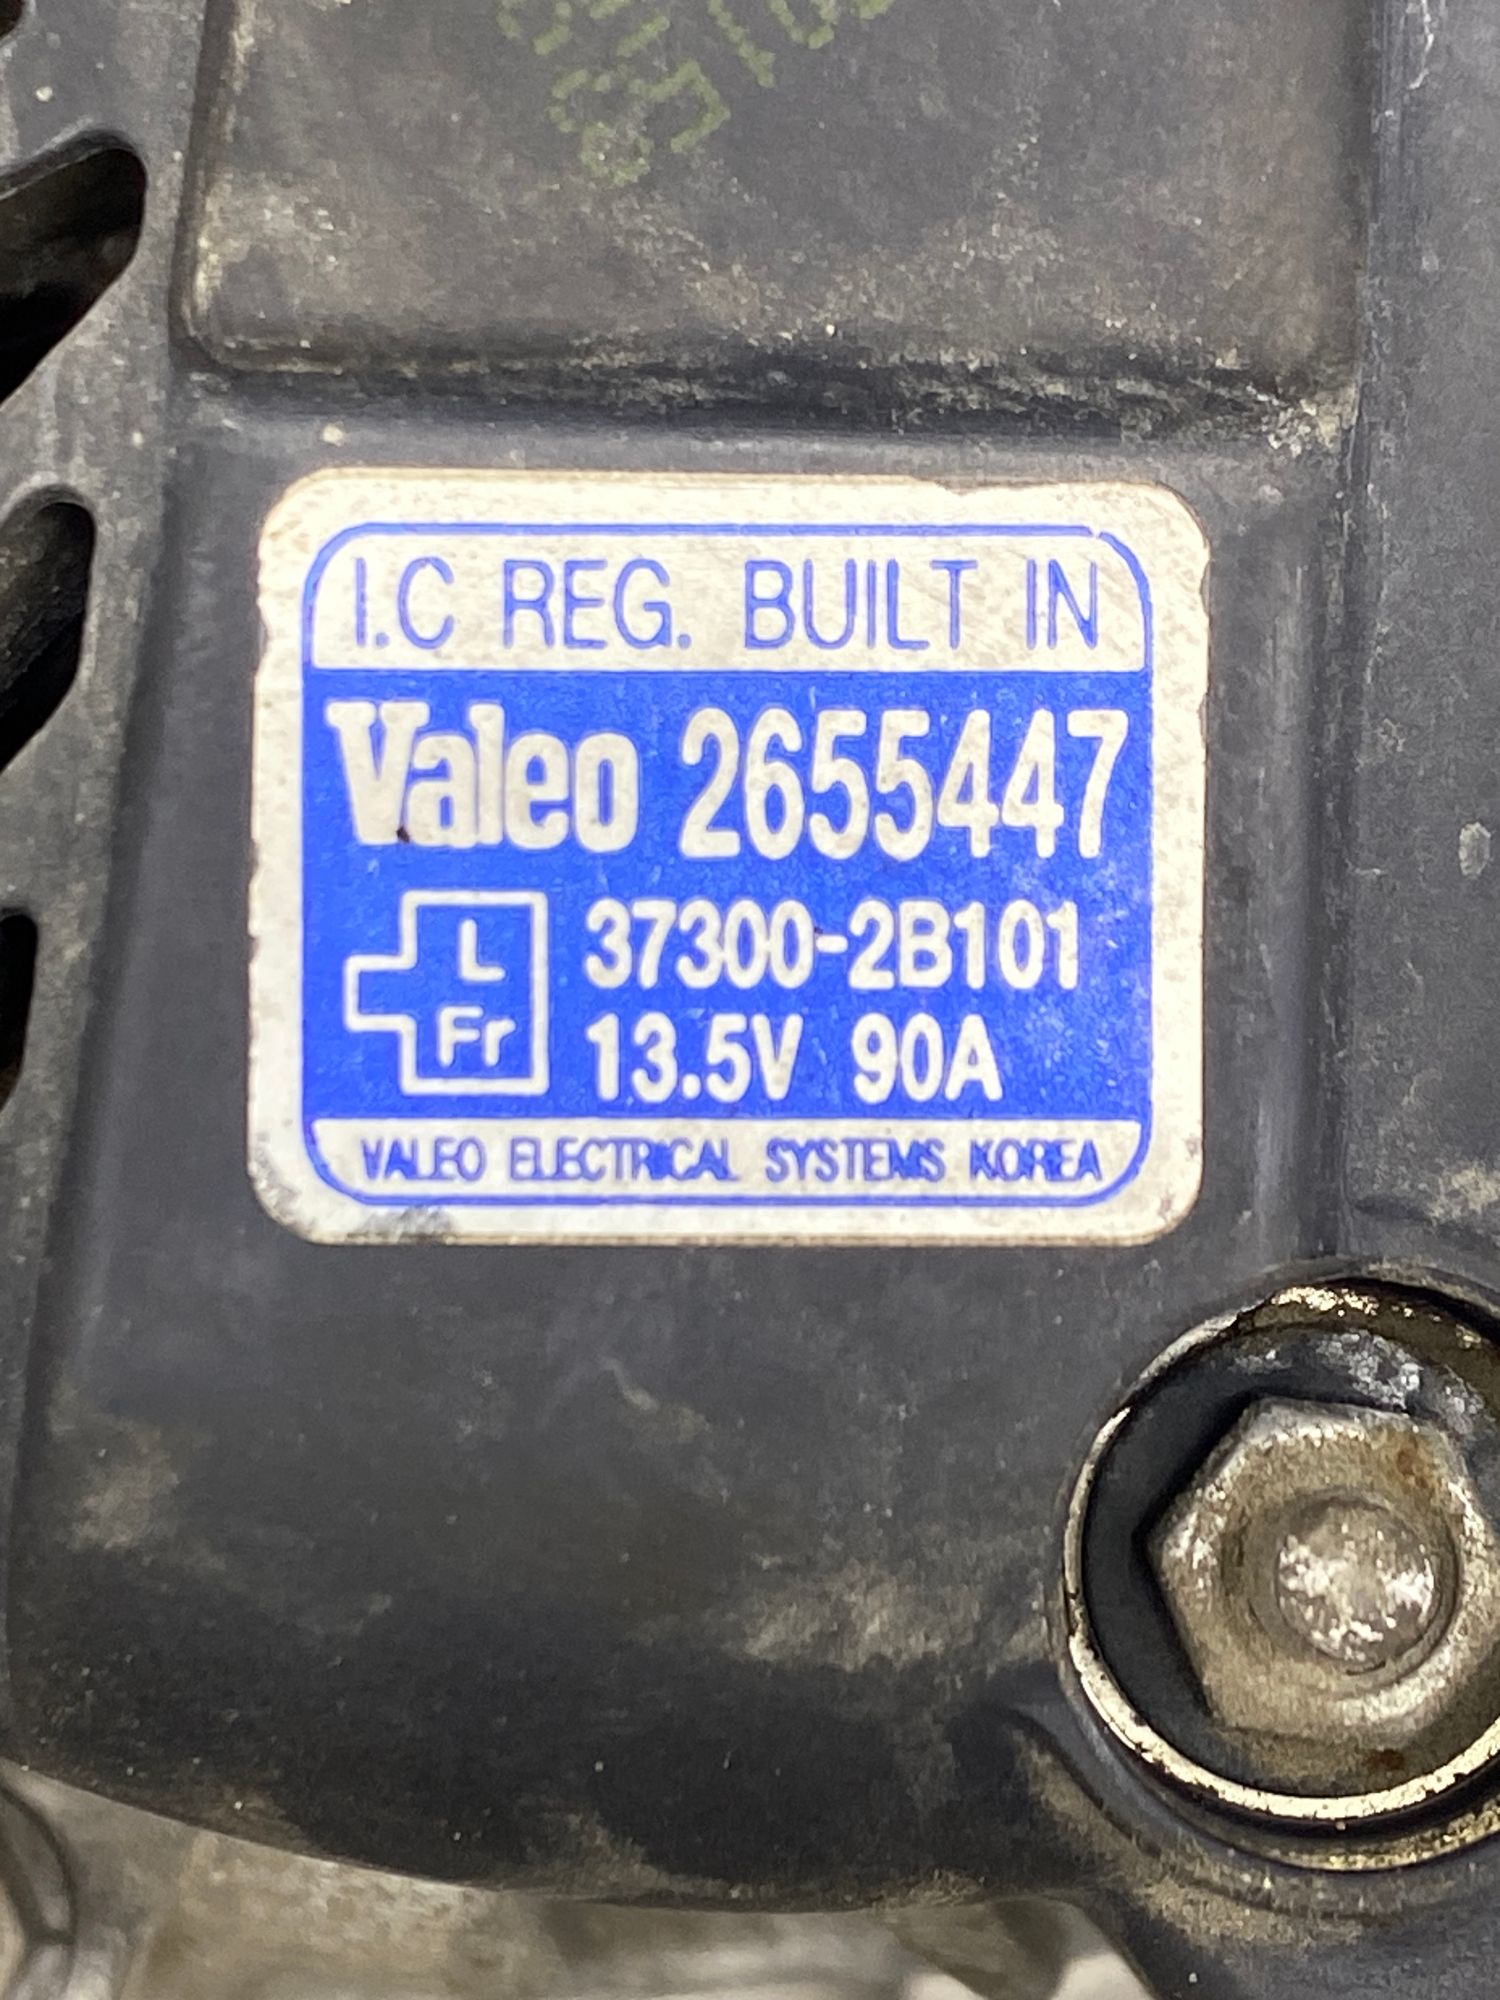 I.C REG. BUILT IN
Valeo 2655447
L
Fr
37300-2B101
13.5V 90A
VALEO ELECTRICAL SYSTEMS KOREA